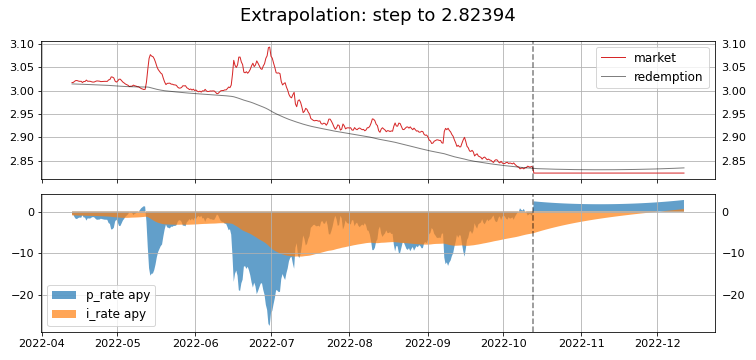 Extrapolation: step to 2.82394
3.10 3.10
3.05 3.05
3.00 3.00
2.95 2.95
2.90 2.90
2.85 2.85
market
redemption
0 0
−10 −10
−20 −20
p_rate apy
i_rate apy
2022-04 2022-05 2022-06 2022-07 2022-08 2022-09 2022-10 2022-11 2022-12